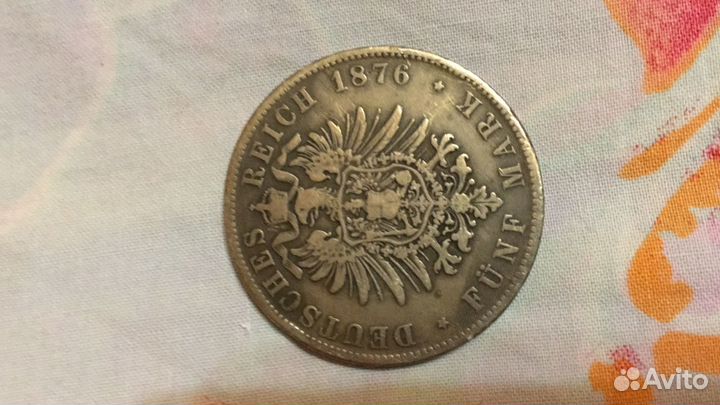 DEUTSCHES REICH 1876
FÜNF MARK
Avito